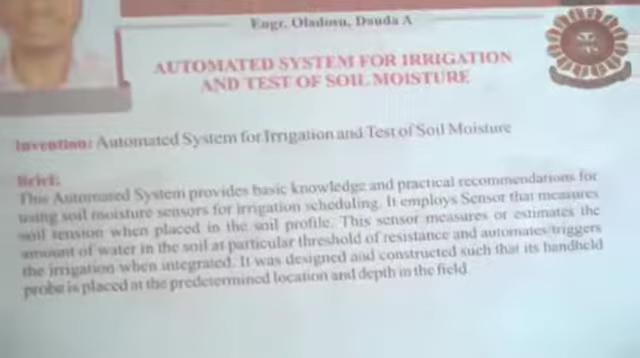 Engr. Oladosu, Dauda A
AUTOMATED SYSTEM FOR IRRIGATION
AND TEST OF SOIL MOISTURE
Invention: Automated System for Irrigation and Test of Soil Moisture
Brief:
This Automated System provides basic knowledge and practical recommendations for
using soil moisture sensors for irrigation scheduling. It employs Sensor that measures
soil tension when placed in the soil profile. This sensor measures or estimates the
amount of water in the soil at particular threshold of resistance and automates/triggers
the irrigation when integrated. It was designed and constructed such that its handheld
probe is placed at the predetermined location and depth in the field